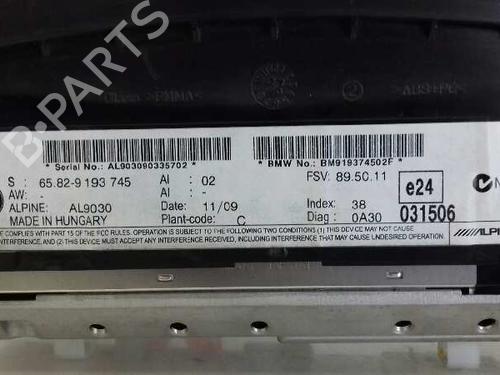 2
* Serial No.: AL903090335702 *
* BMW No.: BM919374502F *
S : 65.82-9 193 745 AI : 02 FSV: 89.50.11 e24
AW: - AI : -
ALPINE: AL9030 Date: 11/09 Index: 38
MADE IN HUNGARY Plant-code: C Diag : 0A30 031506
COMPLIES WITH PART 15 OF THE FCC RULES. OPERATION IS SUBJECT TO THE FOLLOWING TWO CONDITIONS (1) THIS DEVICE MAY NOT CAUSE
AND (2) THIS DEVICE MUST ACCEPT ANY INTERFERENCE RECEIVED, INCLUDING INTERFERENCE THAT MAY CAUSE UNDESIRED OPERATION.
B-PARTS